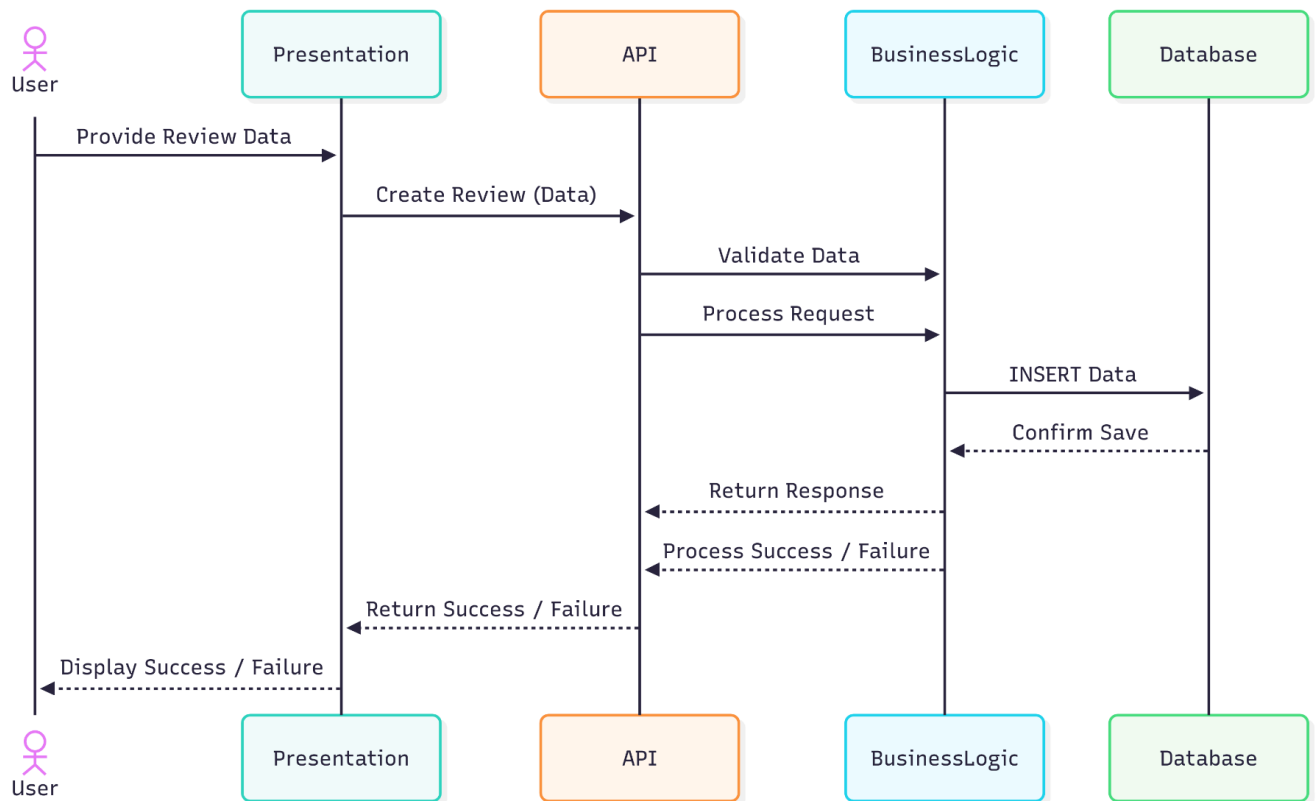 User
Presentation
API
BusinessLogic
Database
Provide Review Data
Create Review (Data)
Validate Data
Process Request
INSERT Data
Confirm Save
Return Response
Process Success / Failure
Return Success / Failure
Display Success / Failure
User
Presentation
API
BusinessLogic
Database